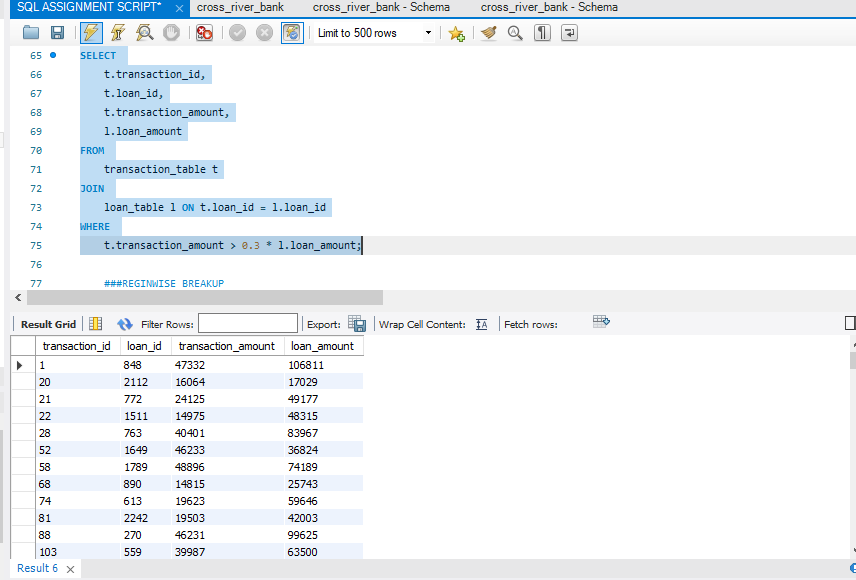 SQL ASSIGNMENT SCRIPT* × cross_river_bank cross_river_bank - Schema cross_river_bank - Schema
Limit to 500 rows
65 SELECT
66 t.transaction_id,
67 t.loan_id,
68 t.transaction_amount,
69 l.loan_amount
70 FROM
71 transaction_table t
72 JOIN
73 loan_table l ON t.loan_id = l.loan_id
74 WHERE
75 t.transaction_amount > 0.3 * l.loan_amount;
76
77 ###REGINWISE BREAKUP
Result Grid Filter Rows: Export: Wrap Cell Content: Fetch rows:
transaction_id loan_id transaction_amount loan_amount
1 848 47332 106811
20 2112 16064 17029
21 772 24125 49177
22 1511 14975 48315
28 763 40401 83967
52 1649 46233 36824
58 1789 48896 74189
68 890 14815 25743
74 613 19623 59646
81 2242 19503 42003
88 270 46231 99625
103 559 39987 63500
Result 6 ×